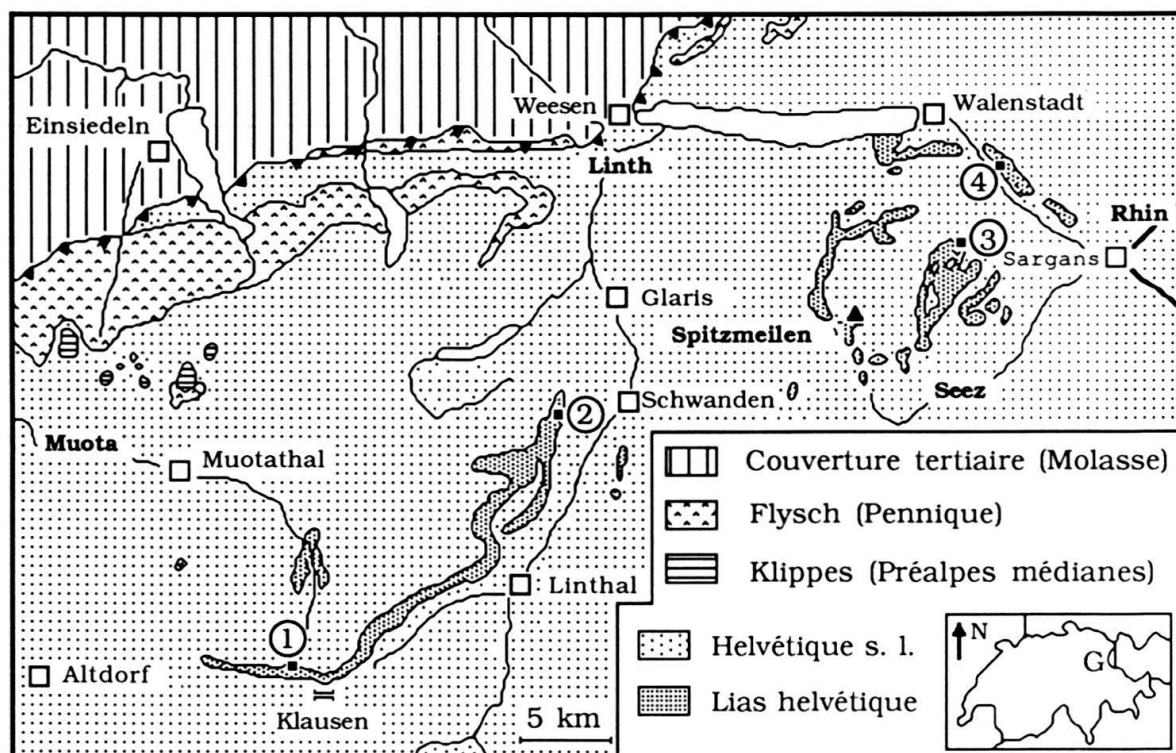 Weesen
Walenstadt
Einsiedeln
Linth
4
Rhin
3
Sargans
Glaris
Spitzmeilen
Seez
2
Schwanden
Muota
Muotathal
Couverture tertiaire (Molasse)
Flysch (Pennique)
Klippes (Préalpes médianes)
Linthal
1
N
G
Helvétique s. l.
Altdorf
Lias helvétique
Klausen
5 km